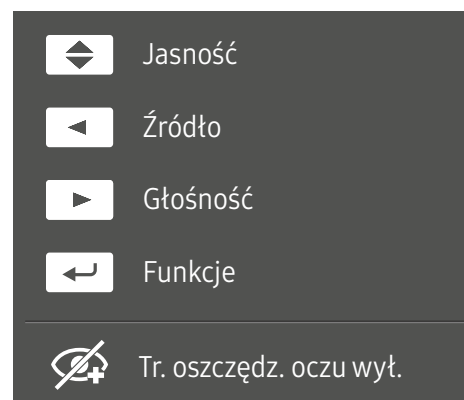 Jasność
Źródło
Głośność
Funkcje
Tr. oszczędz. oczu wył.